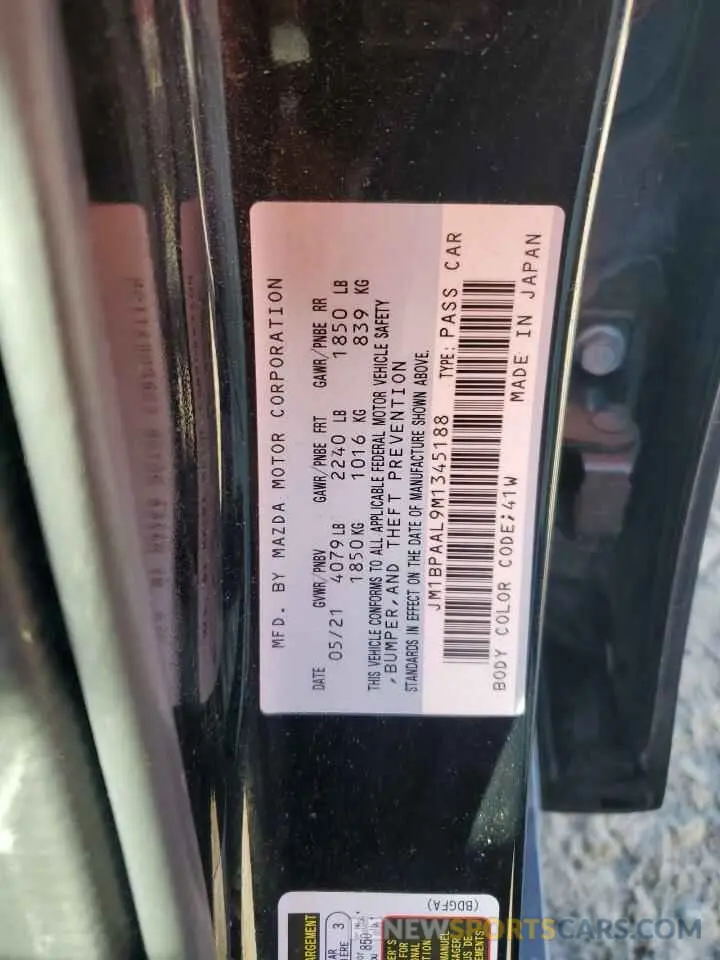 MFD. BY MAZDA MOTOR CORPORATION
DATE GVWR/PNBV GAWR/PNBE FRT GAWR/PNBE RR
05/21 4079 LB 2240 LB 1850 LB
1850 KG 1016 KG 839 KG
THIS VEHICLE CONFORMS TO ALL APPLICABLE FEDERAL MOTOR VEHICLE SAFETY
,BUMPER,AND THEFT PREVENTION
STANDARDS IN EFFECT ON THE DATE OF MANUFACTURE SHOWN ABOVE.
JM1BPAAL9M1345188 TYPE: PASS CAR
BODY COLOR CODE;41W MADE IN JAPAN
(BDGFA)
NEWSPORTSCARS.COM